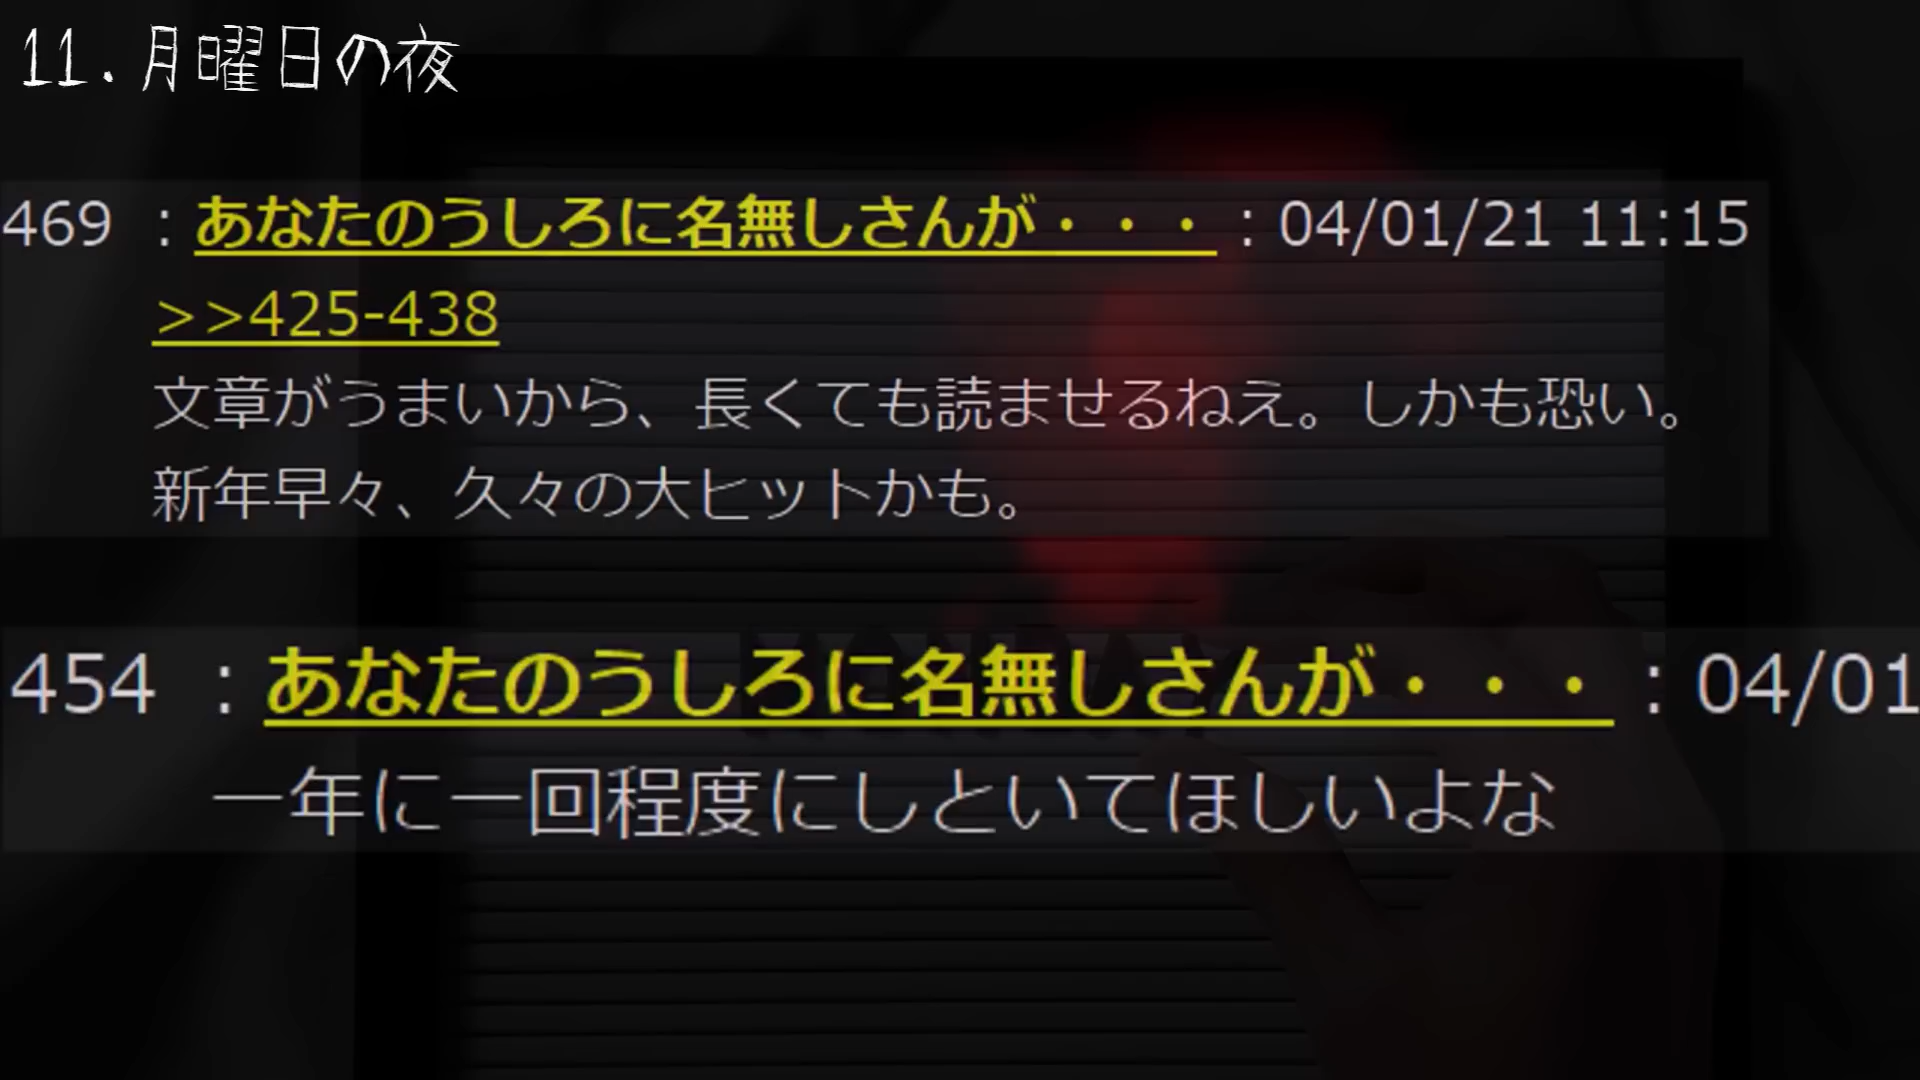 11.月曜日の夜
469 ：あなたのうしろに名無しさんが・・・：04/01/21 11:15
>>425-438
文章がうまいから、長くても読ませるねえ。しかも恐い。
新年早々、久々の大ヒットかも。
454 ：あなたのうしろに名無しさんが・・・：04/01
一年に一回程度にしといてほしいよな